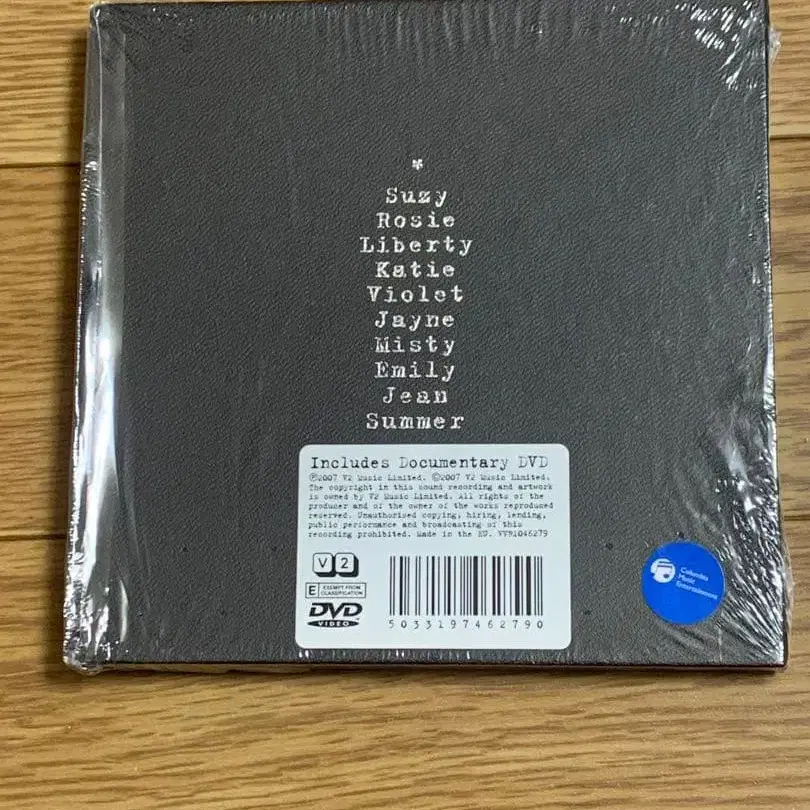 *
Suzy
Rosie
Liberty
Katie
Violet
Jayne
Misty
Emily
Jean
Summer
Includes Documentary DVD
℗2007 V2 Music Limited. ©2007 V2 Music Limited.
The copyright in this sound recording and artwork
is owned by V2 Music Limited. All rights of the
producer and of the owner of the works reproduced
reserved. Unauthorised copying, hiring, lending,
public performance and broadcasting of this
recording prohibited. Made in the EU. VVR1046279
V2
E EXEMPT FROM
CLASSIFICATION
DVD
VIDEO
5033197462790
Columbia
Music
Entertainment